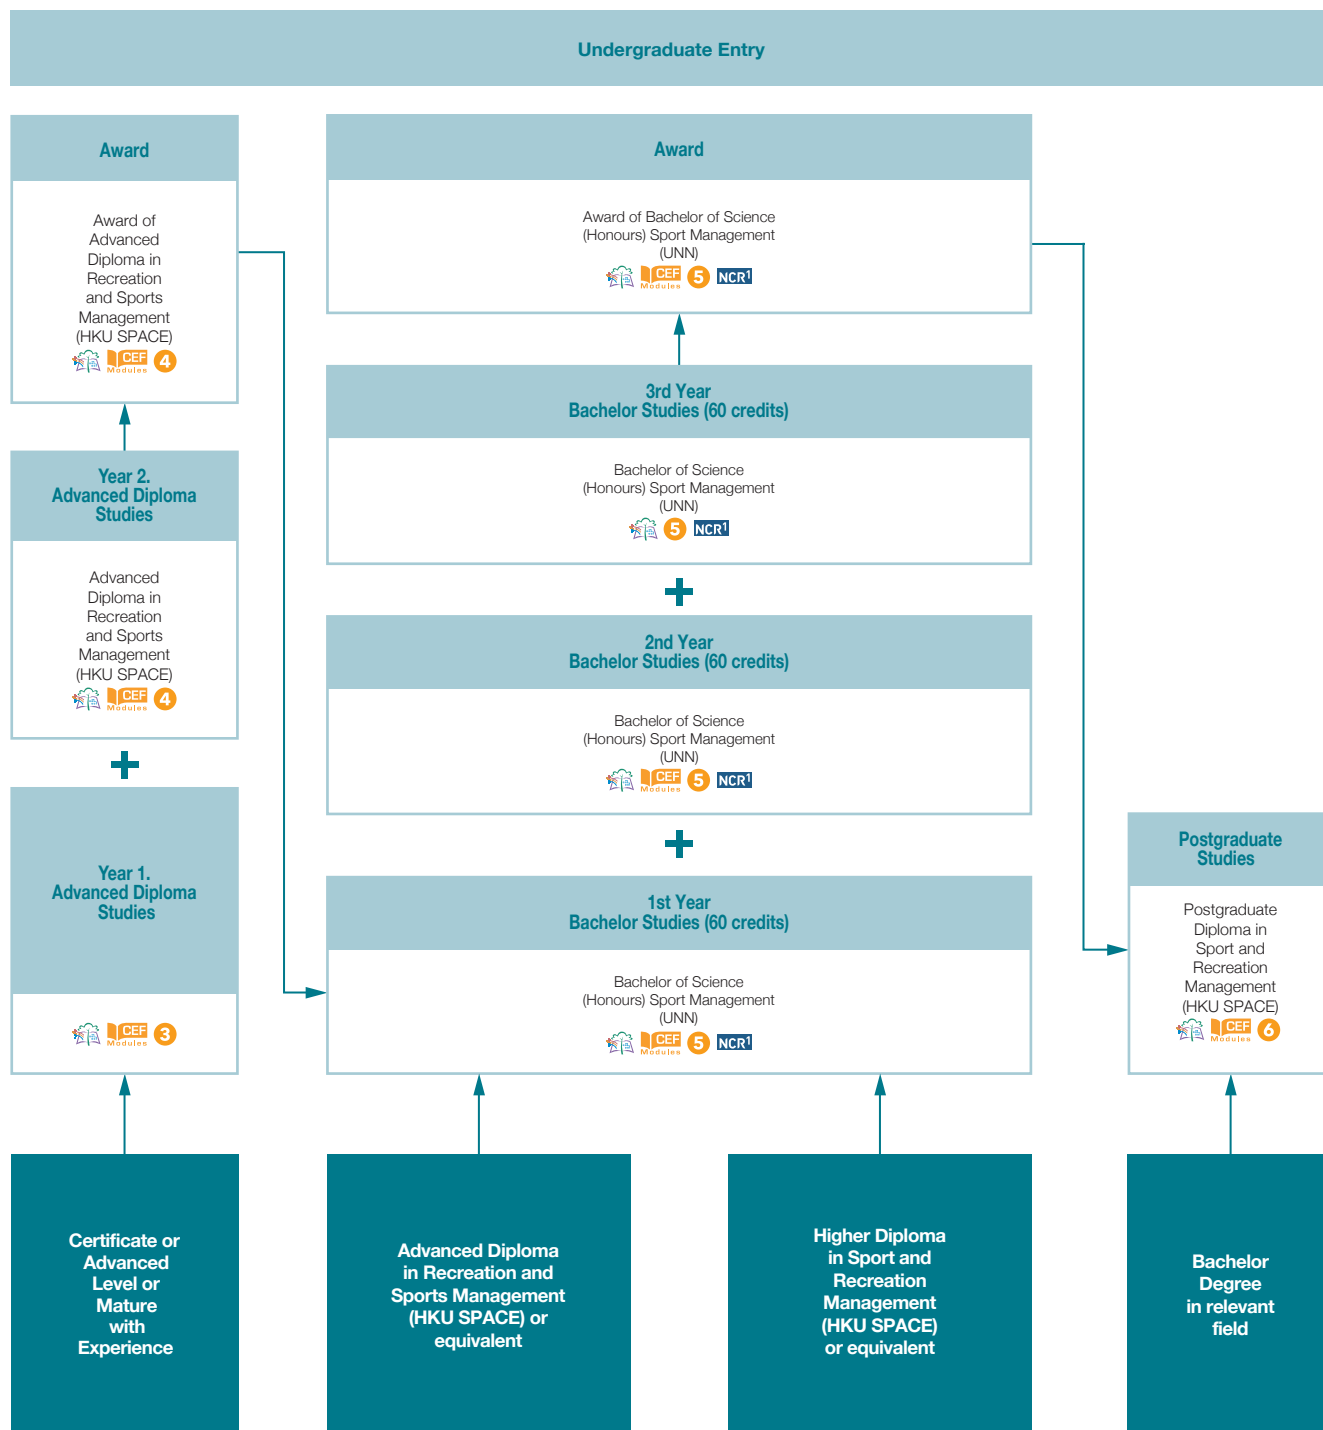 Undergraduate Entry
Award
Award of
Advanced
Diploma in
Recreation
and Sports
Management
(HKU SPACE)
CEF
Modules
4
Year 2.
Advanced Diploma
Studies
Advanced
Diploma in
Recreation
and Sports
Management
(HKU SPACE)
CEF
Modules
4
Year 1.
Advanced Diploma
Studies
CEF
Modules
3
Certificate or
Advanced
Level or
Mature
with
Experience
Award
Award of Bachelor of Science
(Honours) Sport Management
(UNN)
CEF
Modules
5
NCR1
3rd Year
Bachelor Studies (60 credits)
Bachelor of Science
(Honours) Sport Management
(UNN)
5
NCR1
2nd Year
Bachelor Studies (60 credits)
Bachelor of Science
(Honours) Sport Management
(UNN)
CEF
Modules
5
NCR1
1st Year
Bachelor Studies (60 credits)
Bachelor of Science
(Honours) Sport Management
(UNN)
CEF
Modules
5
NCR1
Advanced Diploma
in Recreation and
Sports Management
(HKU SPACE) or
equivalent
Higher Diploma
in Sport and
Recreation
Management
(HKU SPACE)
or equivalent
Postgraduate
Studies
Postgraduate
Diploma in
Sport and
Recreation
Management
(HKU SPACE)
CEF
Modules
6
Bachelor
Degree
in relevant
field